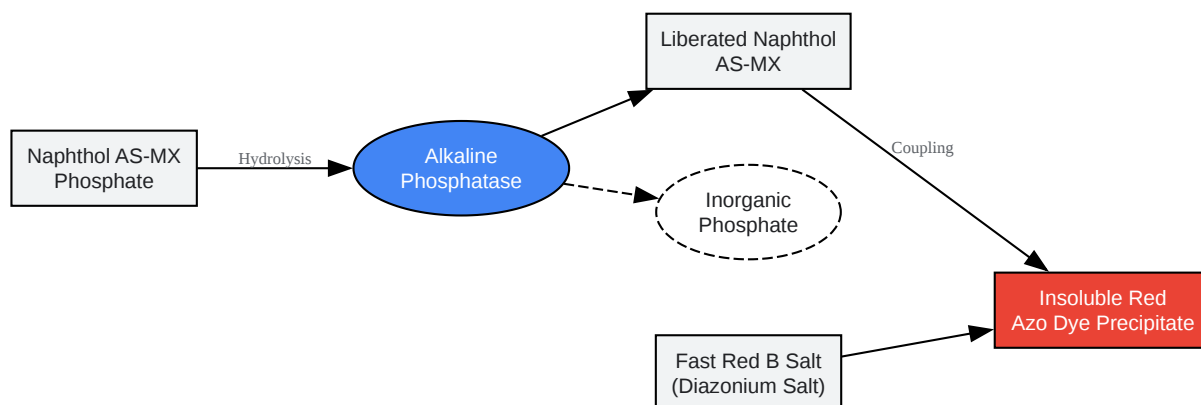 Liberated Naphthol
AS-MX
Naphthol AS-MX
Phosphate
Hydrolysis
Alkaline
Phosphatase
Coupling
Inorganic
Phosphate
Insoluble Red
Azo Dye Precipitate
Fast Red B Salt
(Diazonium Salt)